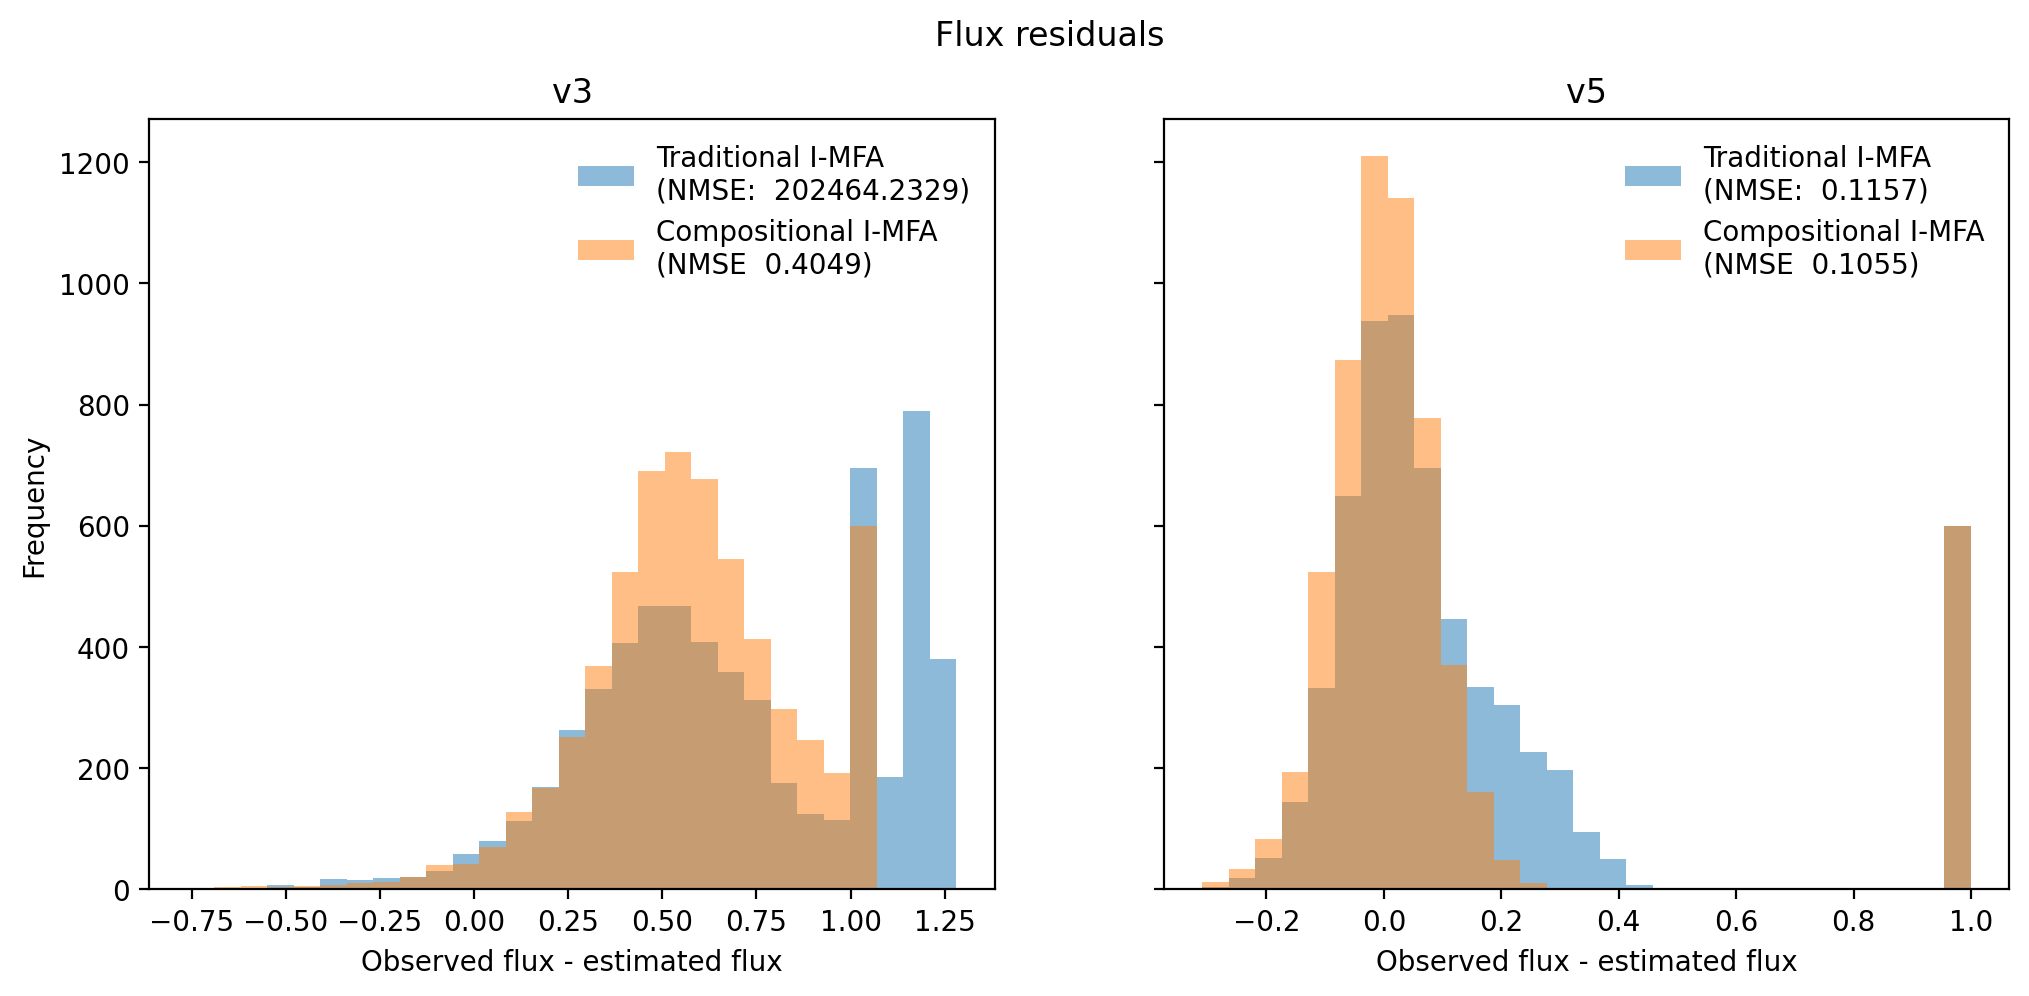 Flux residuals
v3
Traditional I-MFA
(NMSE:  202464.2329)
Compositional I-MFA
(NMSE  0.4049)
1200
1000
800
600
400
200
0
Frequency
−0.75 −0.50 −0.25 0.00 0.25 0.50 0.75 1.00 1.25
Observed flux - estimated flux
v5
Traditional I-MFA
(NMSE:  0.1157)
Compositional I-MFA
(NMSE  0.1055)
−0.2 0.0 0.2 0.4 0.6 0.8 1.0
Observed flux - estimated flux